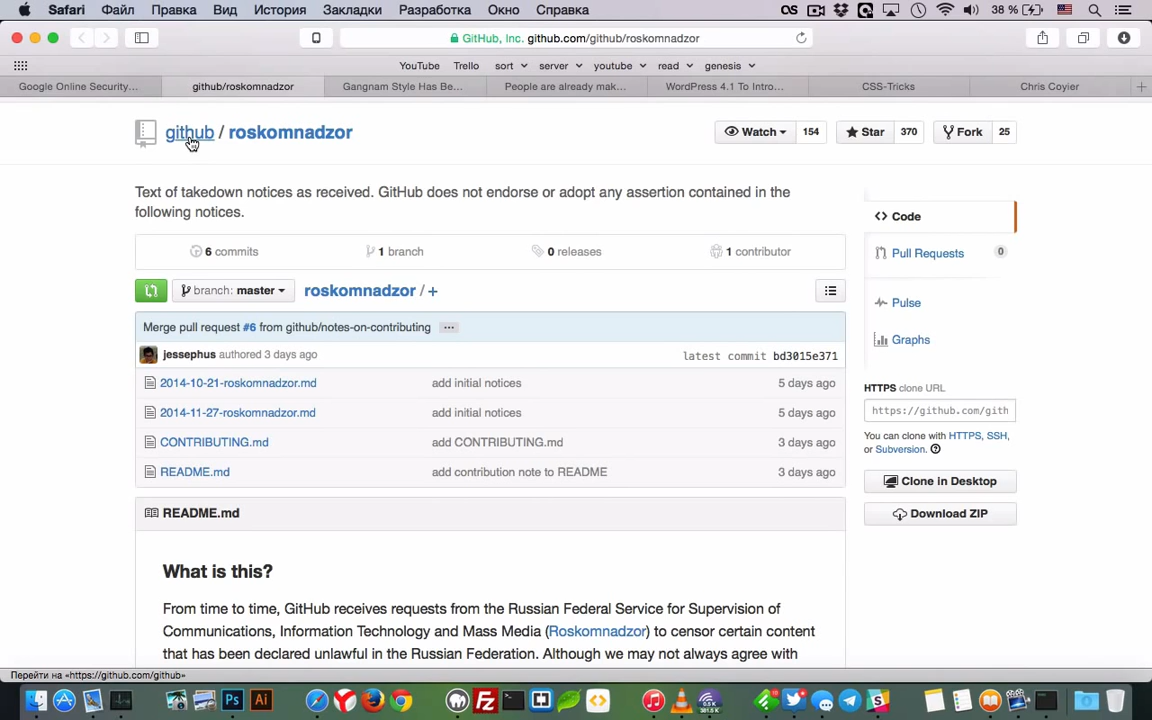 Safari Файл Правка Вид История Закладки Разработка Окно Справка 38 %
GitHub, Inc. github.com/github/roskomnadzor
YouTube Trello sort server youtube read genesis
Google Online Security... github/roskomnadzor Gangnam Style Has Be... People are already mak... WordPress 4.1 To Intro... CSS-Tricks Chris Coyier
github / roskomnadzor
Watch 154 Star 370 Fork 25
Text of takedown notices as received. GitHub does not endorse or adopt any assertion contained in the
following notices.
6 commits 1 branch 0 releases 1 contributor
branch: master roskomnadzor / +
Merge pull request #6 from github/notes-on-contributing ...
jessephus authored 3 days ago latest commit bd3015e371
2014-10-21-roskomnadzor.md add initial notices 5 days ago
2014-11-27-roskomnadzor.md add initial notices 5 days ago
CONTRIBUTING.md add CONTRIBUTING.md 3 days ago
README.md add contribution note to README 3 days ago
README.md
What is this?
From time to time, GitHub receives requests from the Russian Federal Service for Supervision of
Communications, Information Technology and Mass Media (Roskomnadzor) to censor certain content
that has been declared unlawful in the Russian Federation. Although we may not always agree with
<> Code
Pull Requests 0
Pulse
Graphs
HTTPS clone URL
https://github.com/gith
You can clone with HTTPS, SSH,
or Subversion.
Clone in Desktop
Download ZIP
Перейти на «https://github.com/github»
Ps Ai Fz